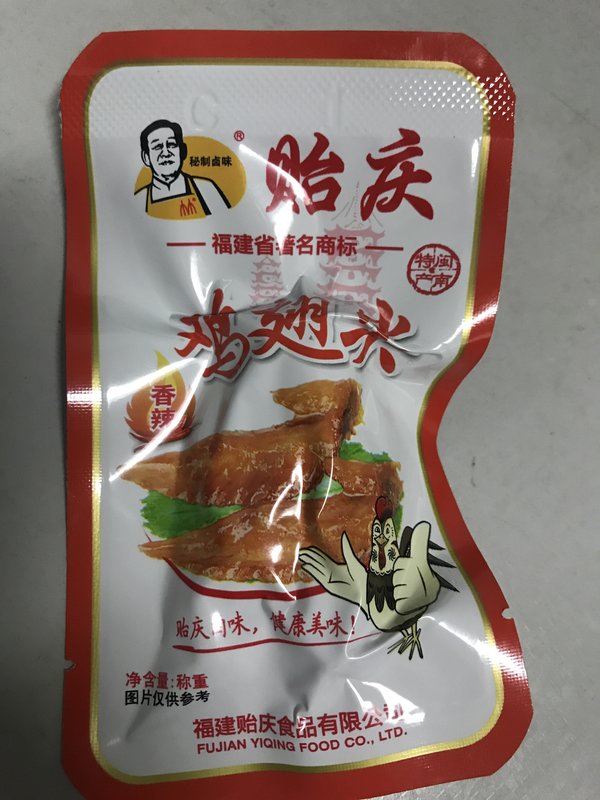 秘制卤味
®
贻庆
福建省著名商标
闽南
特产
鸡翅头
香辣
贻庆卤味，健康美味！
净含量:称重
图片仅供参考
福建贻庆食品有限公司
FUJIAN YIQING FOOD CO., LTD.